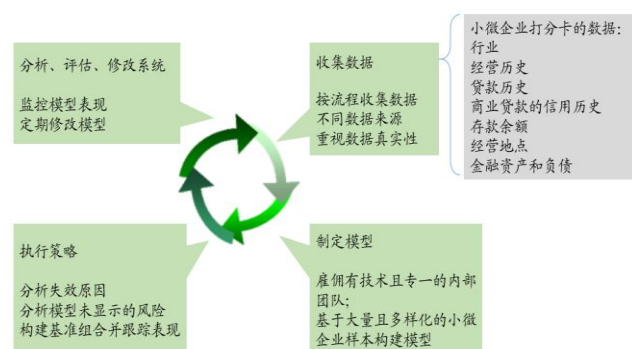 分析、评估、修改系统
监控模型表现
定期修改模型
收集数据
按流程收集数据
不同数据来源
重视数据真实性
小微企业打分卡的数据:
行业
经营历史
贷款历史
商业贷款的信用历史
存款余额
经营地点
金融资产和负债
执行策略
分析失效原因
分析模型未显示的风险
构建基准组合并跟踪表现
制定模型
雇佣有技术且专一的内部
团队;
基于大量且多样化的小微
企业样本构建模型